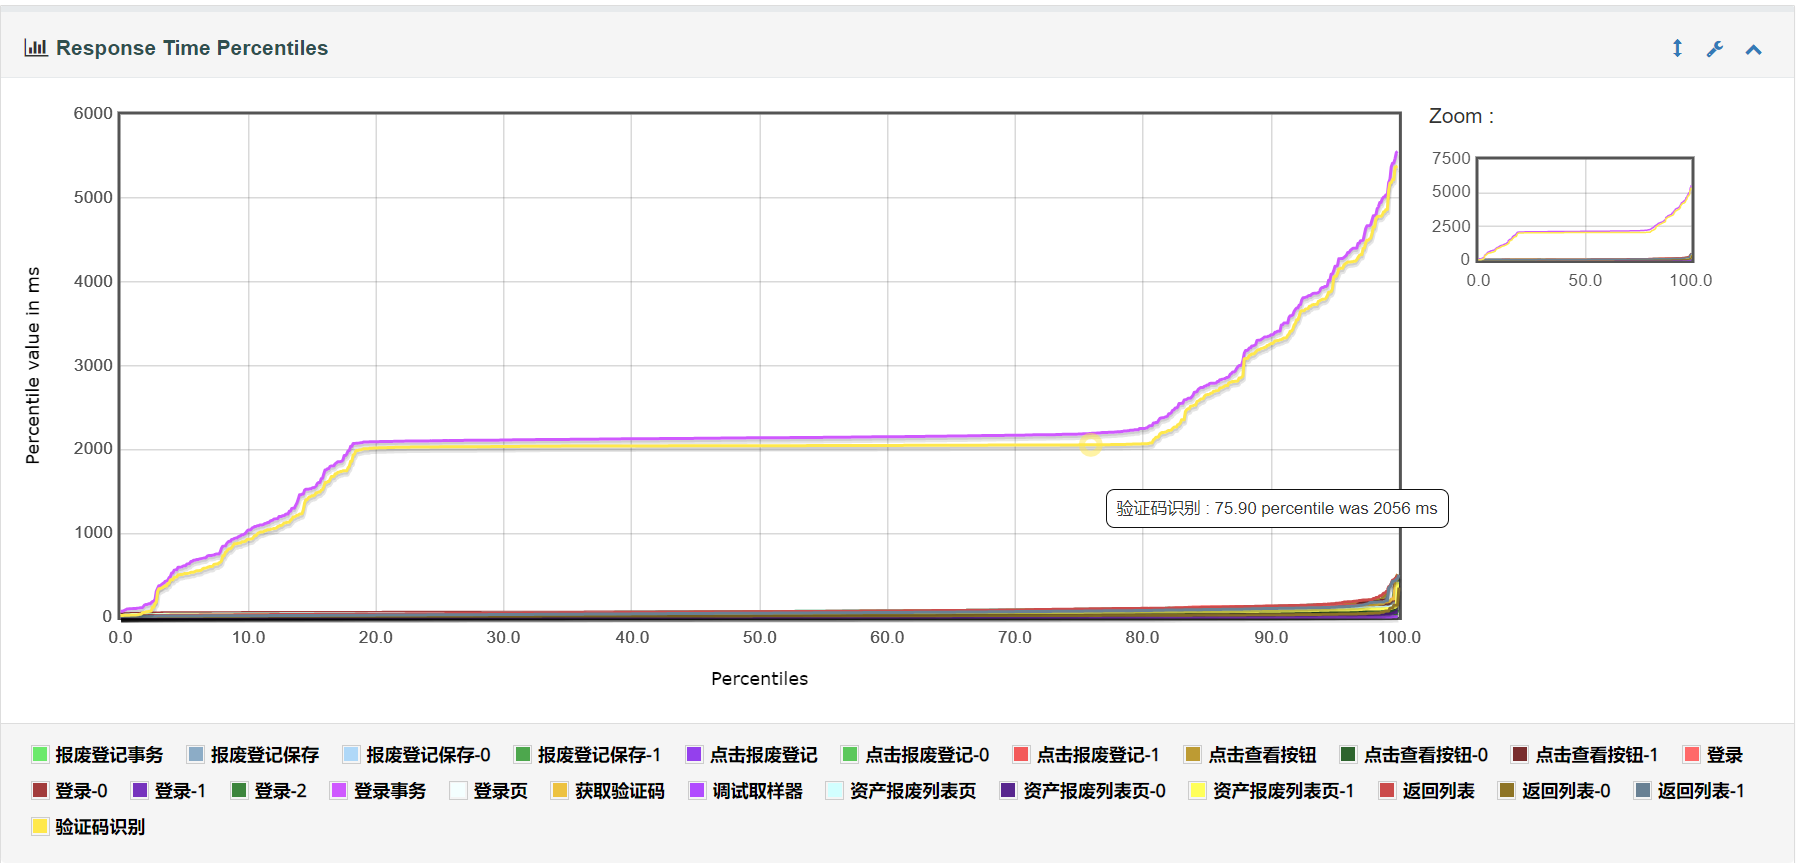 Response Time Percentiles
6000
5000
4000
3000
2000
1000
0
Percentile value in ms
0.0 10.0 20.0 30.0 40.0 50.0 60.0 70.0 80.0 90.0 100.0
Percentiles
验证码识别 : 75.90 percentile was 2056 ms
Zoom :
7500
5000
2500
0
0.0 50.0 100.0
报废登记事务 报废登记保存 报废登记保存-0 报废登记保存-1 点击报废登记 点击报废登记-0 点击报废登记-1 点击查看按钮 点击查看按钮-0 点击查看按钮-1 登录
登录-0 登录-1 登录-2 登录事务 登录页 获取验证码 调试取样器 资产报废列表页 资产报废列表页-0 资产报废列表页-1 返回列表 返回列表-0 返回列表-1
验证码识别